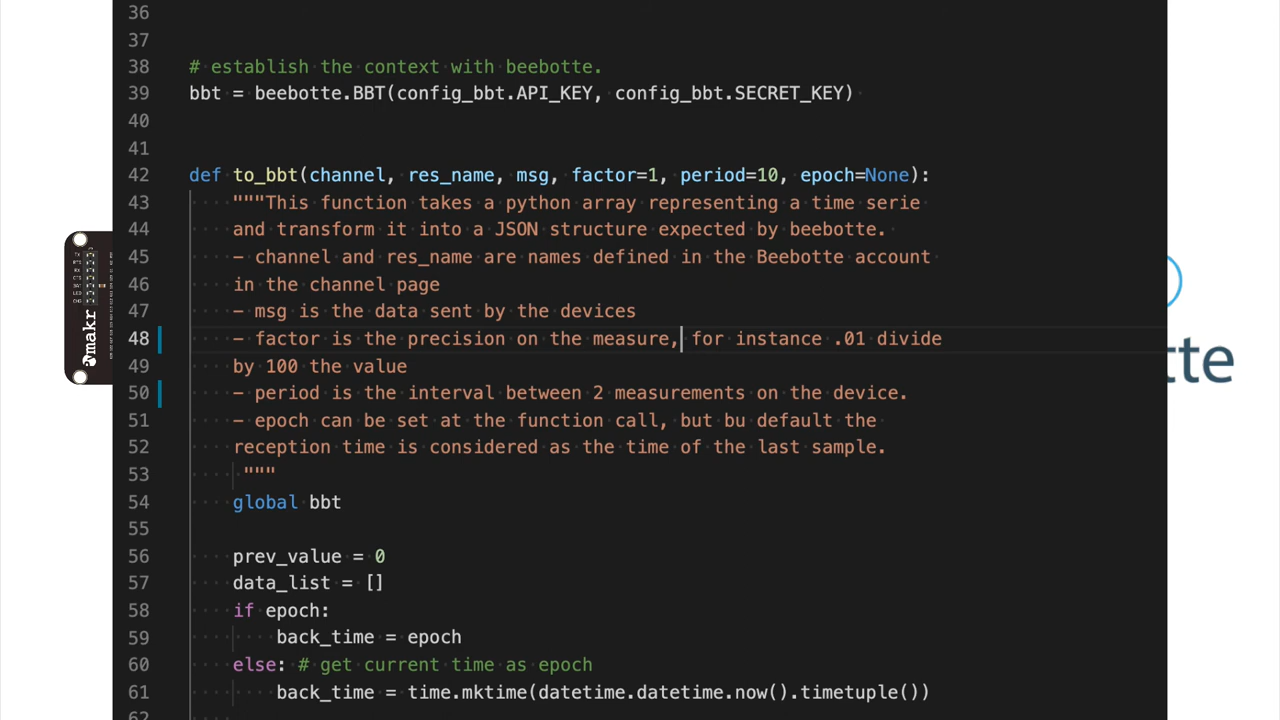 36
37
38 # establish the context with beebotte.
39 bbt = beebotte.BBT(config_bbt.API_KEY, config_bbt.SECRET_KEY)
40
41
42 def to_bbt(channel, res_name, msg, factor=1, period=10, epoch=None):
43 """This function takes a python array representing a time serie
44 and transform it into a JSON structure expected by beebotte.
45 – channel and res_name are names defined in the Beebotte account
46 in the channel page
47 – msg is the data sent by the devices
48 – factor is the precision on the measure, for instance .01 divide
49 by 100 the value
50 – period is the interval between 2 measurements on the device.
51 – epoch can be set at the function call, but bu default the
52 reception time is considered as the time of the last sample.
53 """
54 global bbt
55
56 prev_value = 0
57 data_list = []
58 if epoch:
59 back_time = epoch
60 else: # get current time as epoch
61 back_time = time.mktime(datetime.datetime.now().timetuple())
62
makr
tte